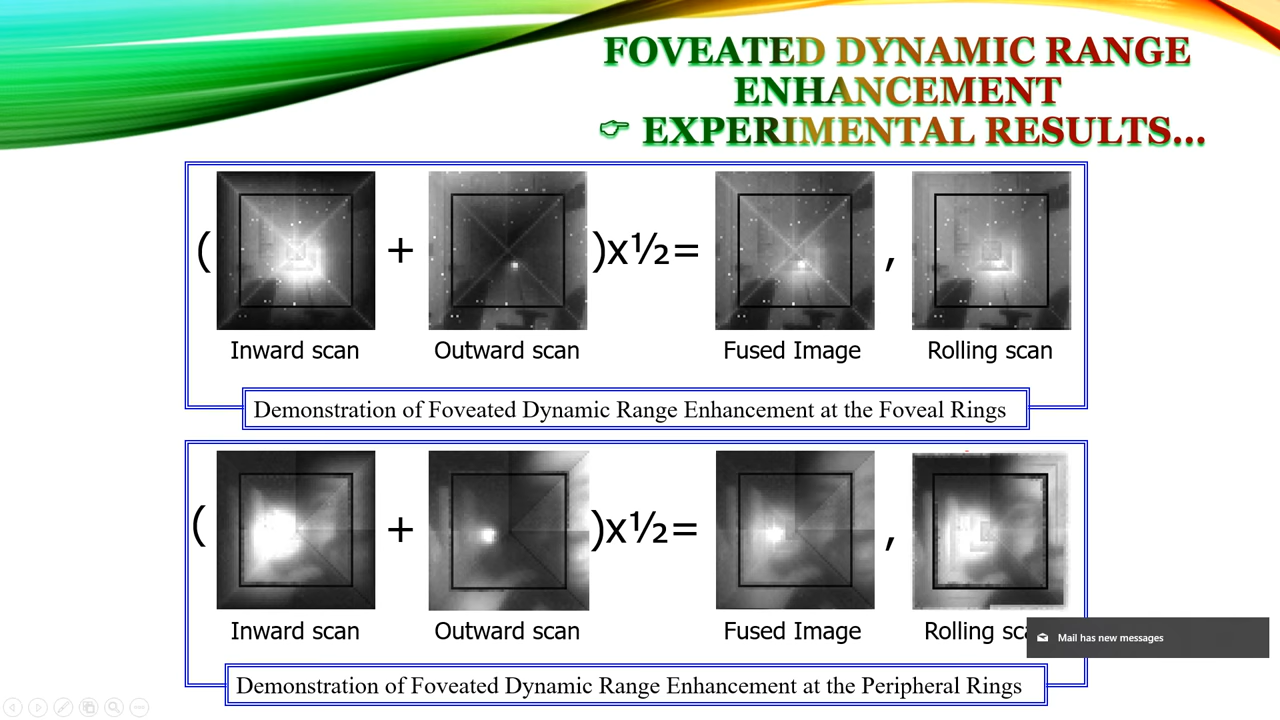 FOVEATED DYNAMIC RANGE
ENHANCEMENT
☞ EXPERIMENTAL RESULTS…
( + )x½= ,
Inward scan Outward scan Fused Image Rolling scan
Demonstration of Foveated Dynamic Range Enhancement at the Foveal Rings
( + )x½= ,
Inward scan Outward scan Fused Image Rolling
Mail has new messages
Demonstration of Foveated Dynamic Range Enhancement at the Peripheral Rings